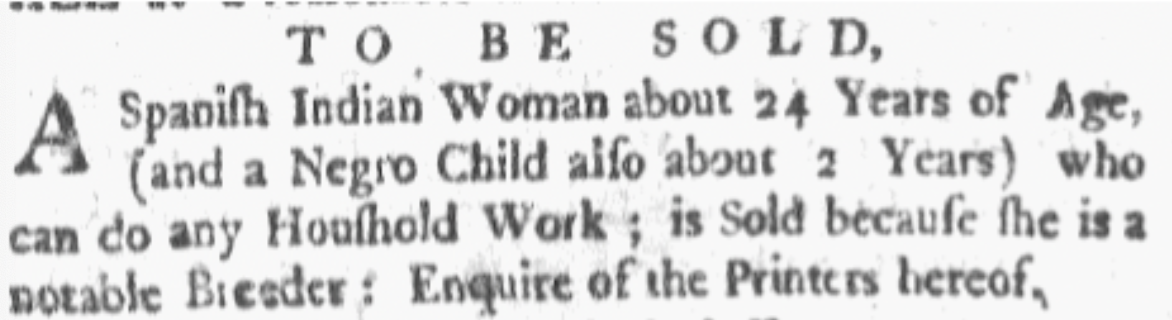 TO BE SOLD,
A Spaniſh Indian Woman about 24 Years of Age,
(and a Negro Child alſo about 2 Years) who
can do any Houſhold Work ; is Sold becauſe ſhe is a
notable Breeder : Enquire of the Printers hereof,